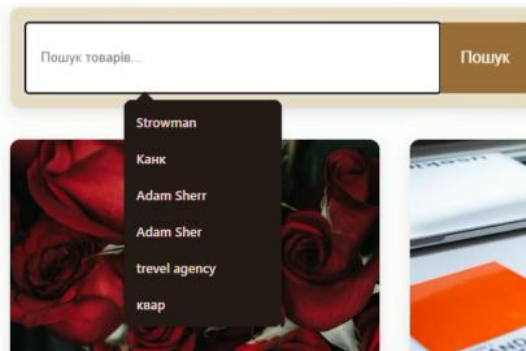 Пошук товарів...
Пошук
Strowman
Канк
Adam Sherr
Adam Sher
trevel agency
квар